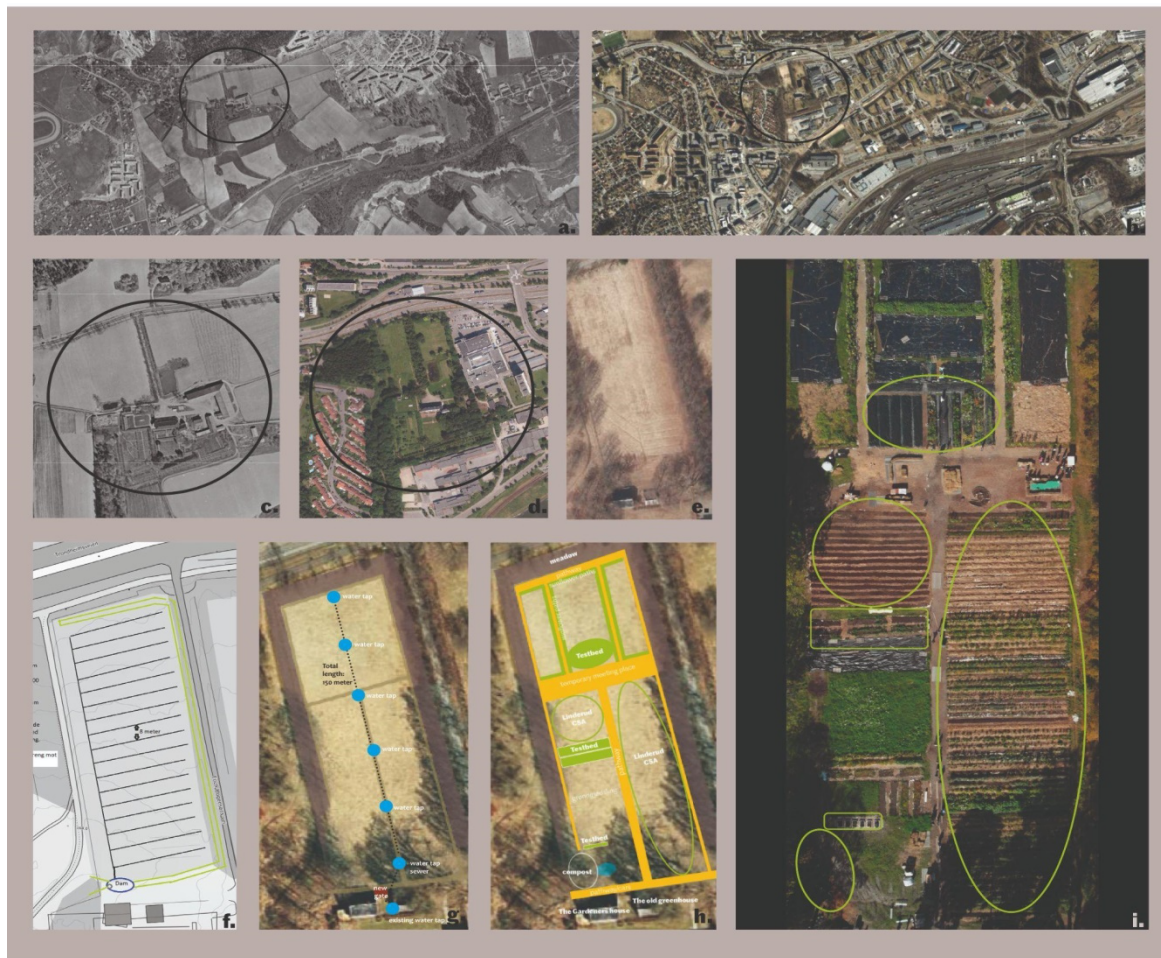 a.
b.
c.
d.
e.
8 meter
Dam
f.
water tap
water tap
Total
length:
150 meter
water tap
water tap
water tap
water tap
sewer
new
gate
existing water tap
g.
meadow
Testbed
temporary meeting place
Linderud
CSA
Linderud
CSA
Testbed
Testbed
compost
The Gardeners house
The old greenhouse
h.
i.